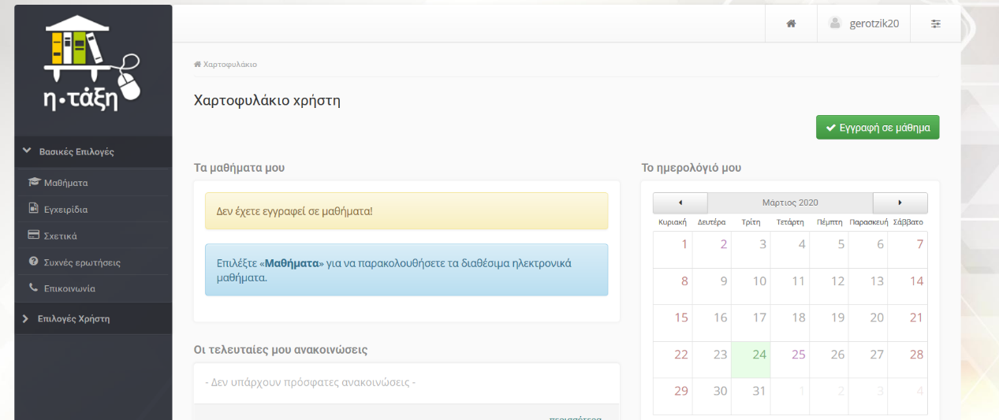 η·τάξη
gerotzik20
Χαρτοφυλάκιο
Χαρτοφυλάκιο χρήστη
Εγγραφή σε μάθημα
Βασικές Επιλογές
Μαθήματα
Εγχειρίδια
Σχετικά
Συχνές ερωτήσεις
Επικοινωνία
Επιλογές Χρήστη
Τα μαθήματα μου
Δεν έχετε εγγραφεί σε μαθήματα!
Επιλέξτε «Μαθήματα» για να παρακολουθήσετε τα διαθέσιμα ηλεκτρονικά
μαθήματα.
Οι τελευταίες μου ανακοινώσεις
- Δεν υπάρχουν πρόσφατες ανακοινώσεις -
περισσότερα
Το ημερολόγιό μου
Μάρτιος 2020
Κυριακή Δευτέρα Τρίτη Τετάρτη Πέμπτη Παρασκευή Σάββατο
1 2 3 4 5 6 7
8 9 10 11 12 13 14
15 16 17 18 19 20 21
22 23 24 25 26 27 28
29 30 31 1 2 3 4